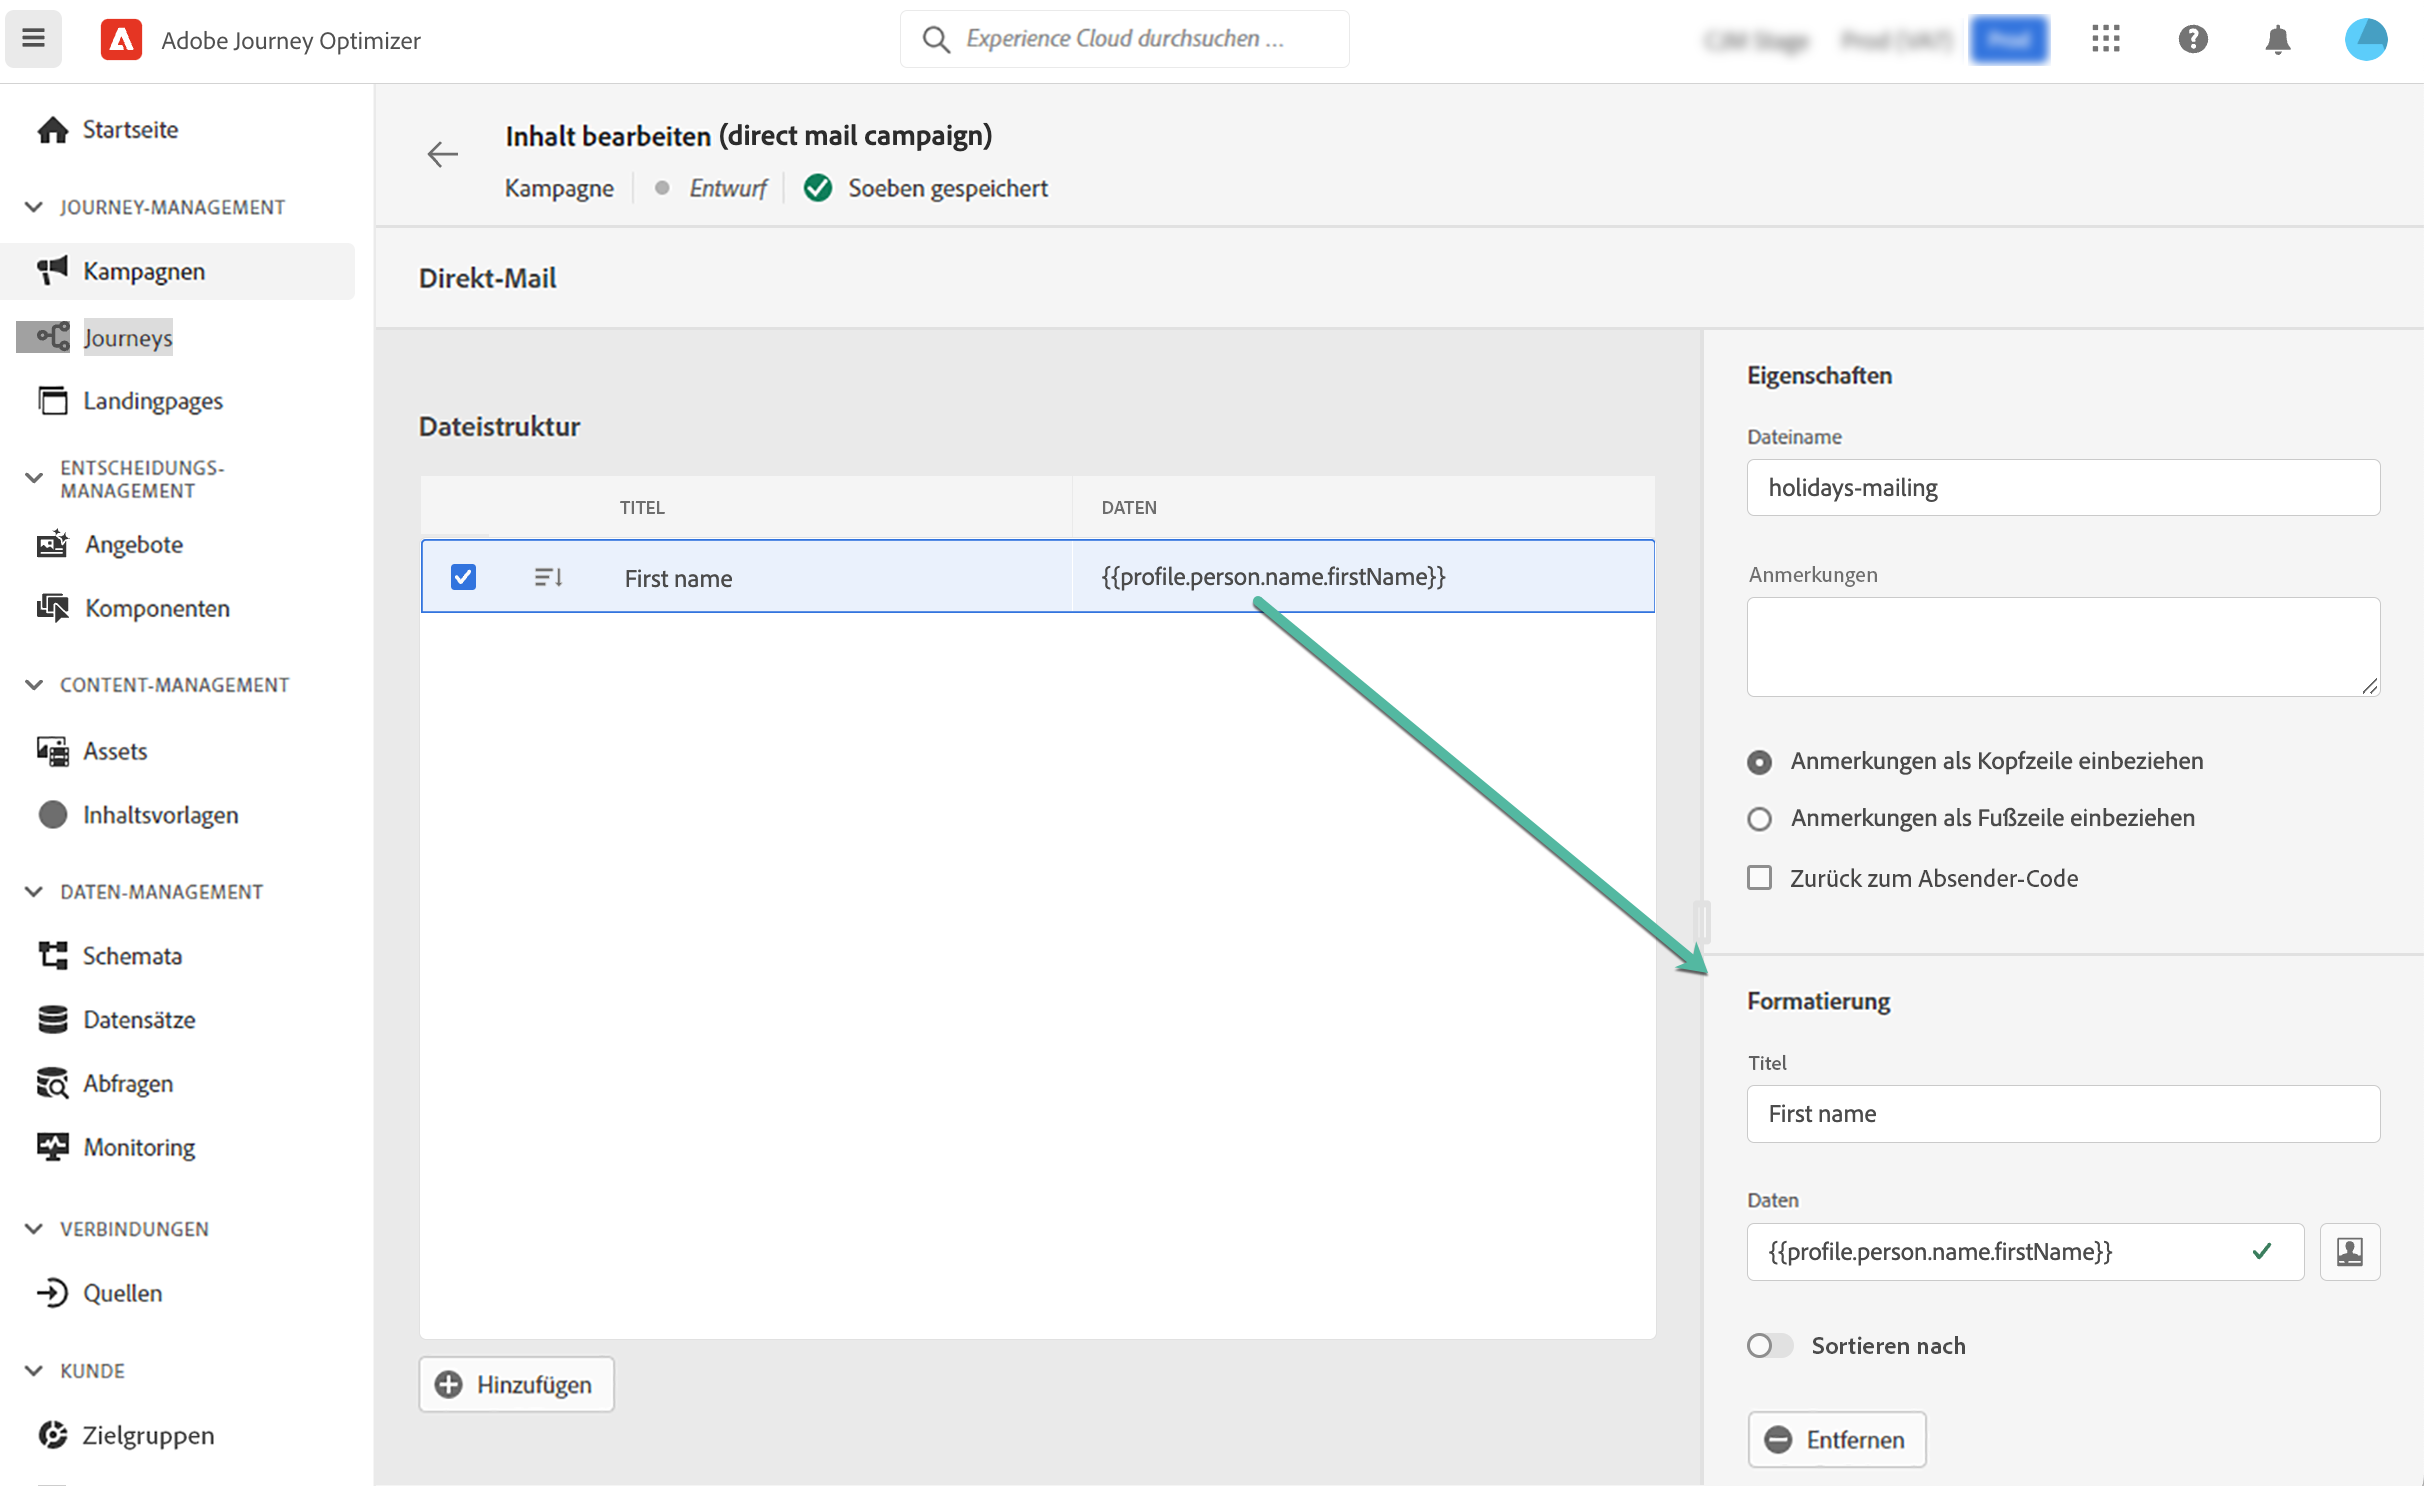 Adobe Journey Optimizer
Experience Cloud durchsuchen ...
Startseite
JOURNEY-MANAGEMENT
Kampagnen
Journeys
Landingpages
ENTSCHEIDUNGS-
MANAGEMENT
Angebote
Komponenten
CONTENT-MANAGEMENT
Assets
Inhaltsvorlagen
DATEN-MANAGEMENT
Schemata
Datensätze
Abfragen
Monitoring
VERBINDUNGEN
Quellen
KUNDE
Zielgruppen
Inhalt bearbeiten (direct mail campaign)
Kampagne Entwurf Soeben gespeichert
Direkt-Mail
Dateistruktur
TITEL DATEN
First name {{profile.person.name.firstName}}
Hinzufügen
Eigenschaften
Dateiname
holidays-mailing
Anmerkungen
Anmerkungen als Kopfzeile einbeziehen
Anmerkungen als Fußzeile einbeziehen
Zurück zum Absender-Code
Formatierung
Titel
First name
Daten
{{profile.person.name.firstName}}
Sortieren nach
Entfernen